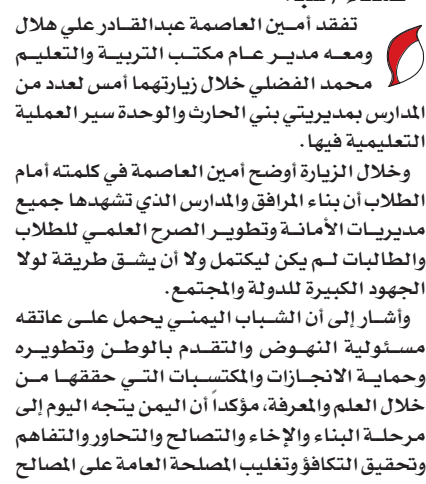 تفقد أمين العاصمة عبدالقادر علي هلال
ومعه مدير عام مكتب التربية والتعليم
محمد الفضلي خلال زيارتهما أمس لعدد من
المدارس بمديريتي بني الحارث والوحدة سير العملية
التعليمية فيها.
وخلال الزيارة أوضح أمين العاصمة في كلمته أمام
الطلاب أن بناء المرافق والمدارس الذي تشهدها جميع
مديريات الأمانة وتطوير الصرح العلمي للطلاب
والطالبات لم يكن ليكتمل ولا أن يشق طريقة لولا
الجهود الكبيرة للدولة والمجتمع.
وأشار إلى أن الشباب اليمني يحمل على عاتقه
مسئولية النهوض والتقدم بالوطن وتطويره
وحماية الانجازات والمكتسبات التي حققها من
خلال العلم والمعرفة، مؤكداً أن اليمن يتجه اليوم إلى
مرحلة البناء والإخاء والتصالح والتحاور والتفاهم
وتحقيق التكافؤ وتغليب المصلحة العامة على المصالح